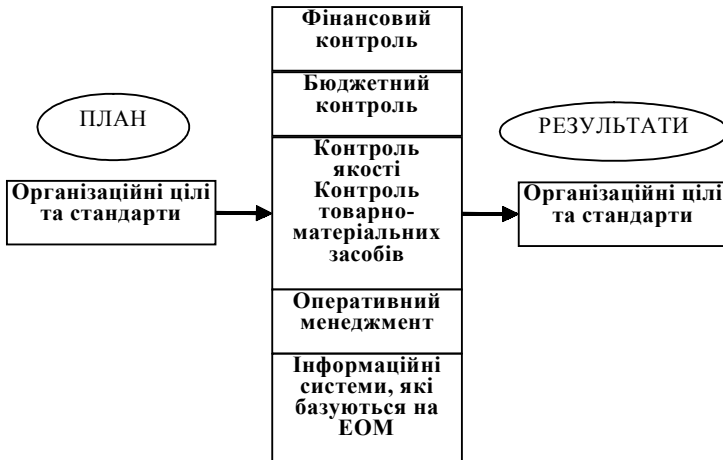 ПЛАН
Організаційні цілі
та стандарти
Фінансовий
контроль
Бюджетний
контроль
Контроль
якості
Контроль
товарно-
матеріальних
засобів
Оперативний
менеджмент
Інформаційні
системи, які
базуються на
ЕОМ
РЕЗУЛЬТАТИ
Організаційні цілі
та стандарти